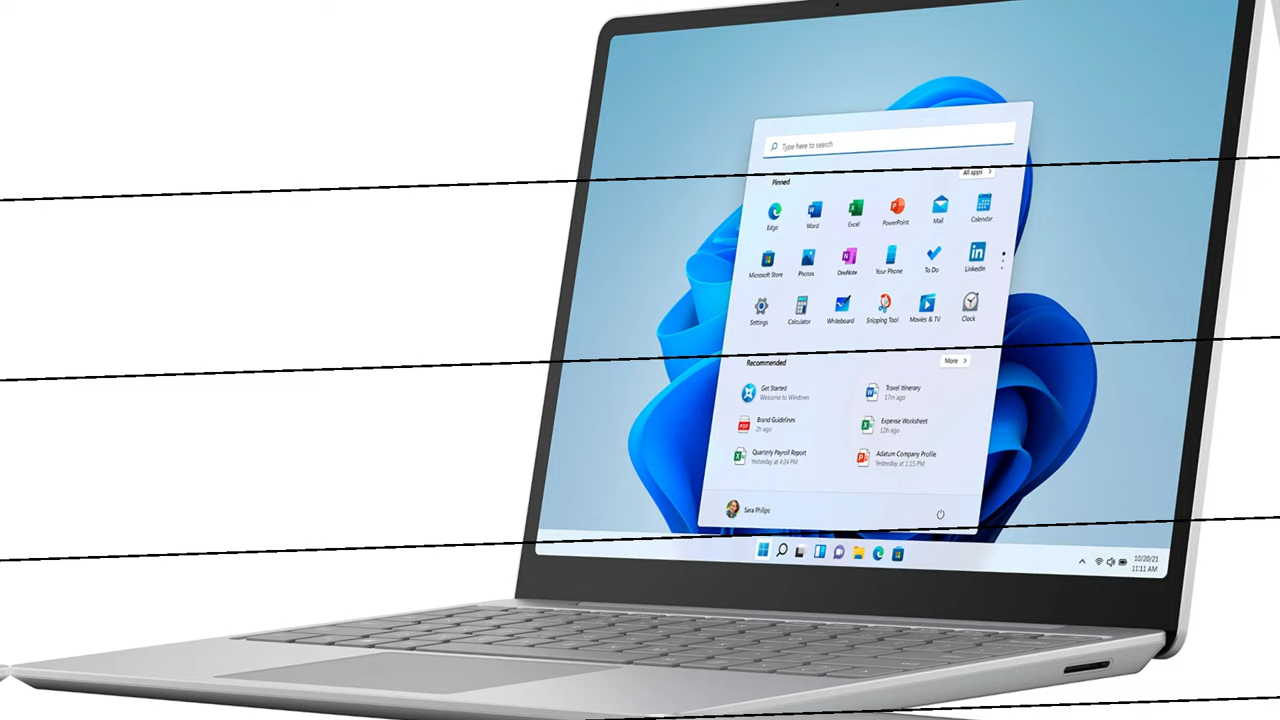 Type here to search
Pinned
All apps >
Edge
Word
Excel
PowerPoint
Mail
Calendar
Microsoft Store
Photos
OneNote
Your Phone
To Do
LinkedIn
Settings
Calculator
Whiteboard
Snipping Tool
Movies & TV
Clock
Recommended
More >
Get Started
Welcome to Windows
Travel Itinerary
17m ago
Brand Guidelines
2h ago
Expense Worksheet
12h ago
Quarterly Payroll Report
Yesterday at 4:24 PM
Adatum Company Profile
Yesterday at 1:15 PM
Sara Philips
10/20/21
11:11 AM